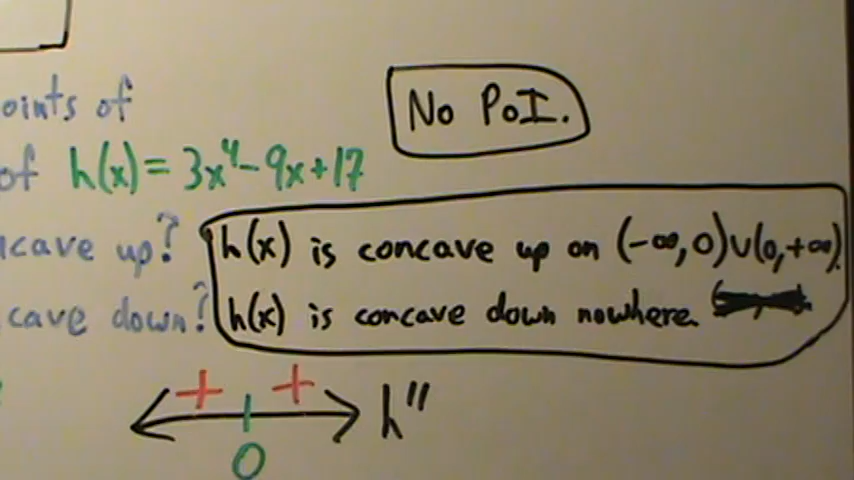 oints of
No PoI.
of h(x) = 3x⁴ - 9x + 17
cave up?
h(x) is concave up on (-∞, 0) ∪ (0, +∞).
cave down?
h(x) is concave down nowhere.
+ +
h''
0